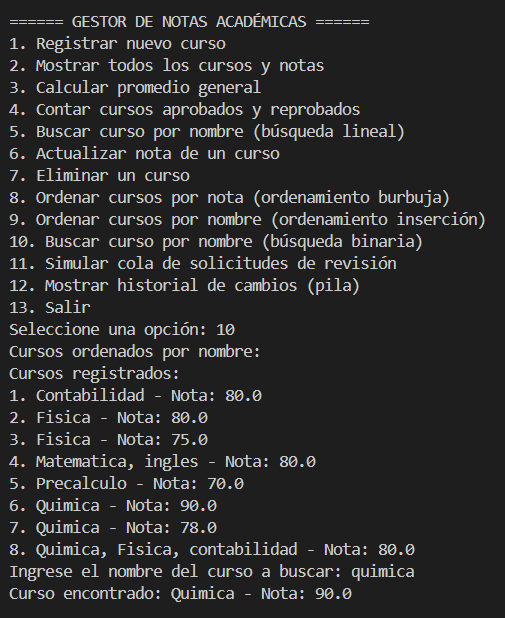 ====== GESTOR DE NOTAS ACADÉMICAS ======
1. Registrar nuevo curso
2. Mostrar todos los cursos y notas
3. Calcular promedio general
4. Contar cursos aprobados y reprobados
5. Buscar curso por nombre (búsqueda lineal)
6. Actualizar nota de un curso
7. Eliminar un curso
8. Ordenar cursos por nota (ordenamiento burbuja)
9. Ordenar cursos por nombre (ordenamiento inserción)
10. Buscar curso por nombre (búsqueda binaria)
11. Simular cola de solicitudes de revisión
12. Mostrar historial de cambios (pila)
13. Salir
Seleccione una opción: 10
Cursos ordenados por nombre:
Cursos registrados:
1. Contabilidad - Nota: 80.0
2. Fisica - Nota: 80.0
3. Fisica - Nota: 75.0
4. Matematica, ingles - Nota: 80.0
5. Precalculo - Nota: 70.0
6. Quimica - Nota: 90.0
7. Quimica - Nota: 78.0
8. Quimica, Fisica, contabilidad - Nota: 80.0
Ingrese el nombre del curso a buscar: quimica
Curso encontrado: Quimica - Nota: 90.0